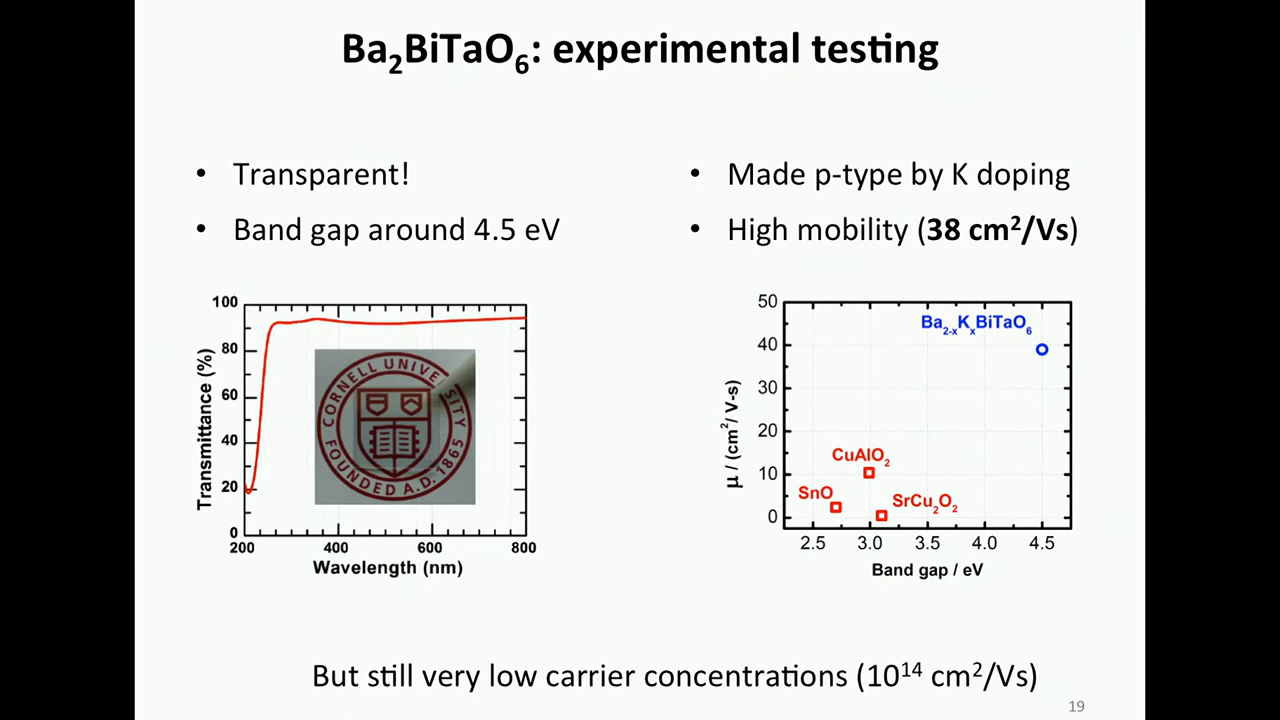 Ba₂BiTaO₆: experimental testing
• Transparent!
• Band gap around 4.5 eV
• Made p-type by K doping
• High mobility (38 cm²/Vs)
100
80
60
40
20
0
200 400 600 800
Transmittance (%)
Wavelength (nm)
CORNELL UNIVERSITY
FOUNDED A.D. 1865
50
40
30
20
10
0
2.5 3.0 3.5 4.0 4.5
μ / (cm²/ V-s)
Band gap / eV
Ba₂₋ₓKₓBiTaO₆
CuAlO₂
SnO
SrCu₂O₂
But still very low carrier concentrations (10¹⁴ cm²/Vs)
19